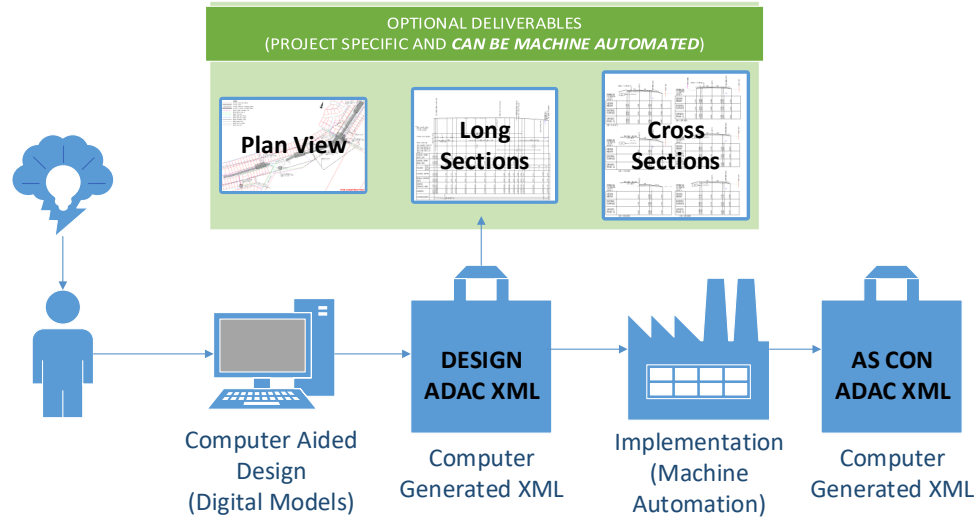 OPTIONAL DELIVERABLES
(PROJECT SPECIFIC AND CAN BE MACHINE AUTOMATED)
Plan View
Long
Sections
Cross
Sections
DESIGN
ADAC XML
AS CON
ADAC XML
Computer Aided
Design
(Digital Models)
Computer
Generated XML
Implementation
(Machine
Automation)
Computer
Generated XML